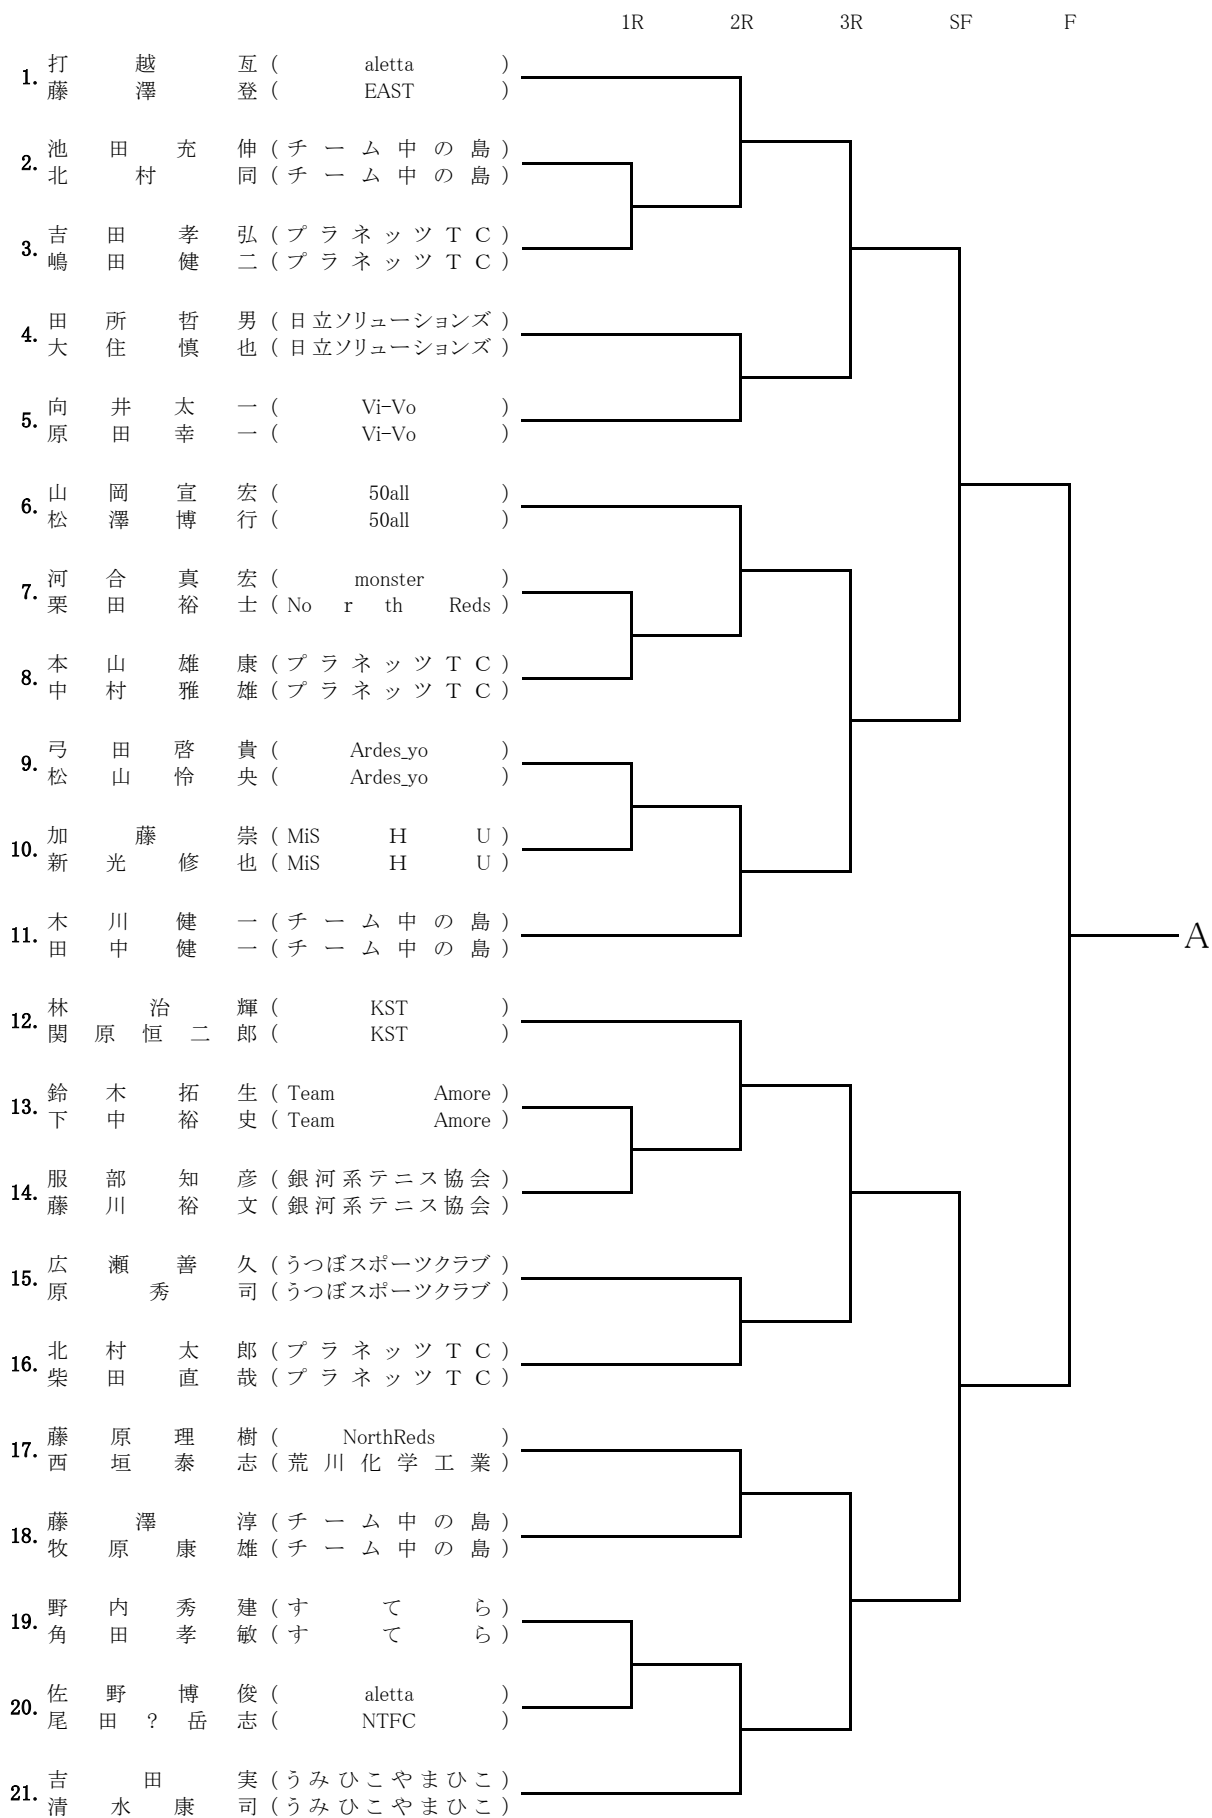 1R 2R 3R SF F
1. 打越亙 ( aletta )
藤澤登 ( EAST )
2. 池田充伸 ( チーム中の島 )
北村同 ( チーム中の島 )
3. 吉田孝弘 ( プラネッツTC )
嶋田健二 ( プラネッツTC )
4. 田所哲男 ( 日立ソリューションズ )
大住慎也 ( 日立ソリューションズ )
5. 向井太一 ( Vi-Vo )
原田幸一 ( Vi-Vo )
6. 山岡宣宏 ( 50all )
松澤博行 ( 50all )
7. 河合真宏 ( monster )
栗田裕士 ( North Reds )
8. 本山雄康 ( プラネッツTC )
中村雅雄 ( プラネッツTC )
9. 弓田啓貴 ( Ardes_yo )
松山怜央 ( Ardes_yo )
10. 加藤崇 ( MiS H U )
新光修也 ( MiS H U )
11. 木川健一 ( チーム中の島 )
田中健一 ( チーム中の島 )
A
12. 林治輝 ( KST )
関原恒二郎 ( KST )
13. 鈴木拓生 ( Team Amore )
下中裕史 ( Team Amore )
14. 服部知彦 ( 銀河系テニス協会 )
藤川裕文 ( 銀河系テニス協会 )
15. 広瀬善久 ( うつぼスポーツクラブ )
原秀司 ( うつぼスポーツクラブ )
16. 北村太郎 ( プラネッツTC )
柴田直哉 ( プラネッツTC )
17. 藤原理樹 ( NorthReds )
西垣泰志 ( 荒川化学工業 )
18. 藤澤淳 ( チーム中の島 )
牧原康雄 ( チーム中の島 )
19. 野内秀建 ( すてら )
角田孝敏 ( すてら )
20. 佐野博俊 ( aletta )
尾田?岳志 ( NTFC )
21. 吉田実 ( うみひこやまひこ )
清水康司 ( うみひこやまひこ )